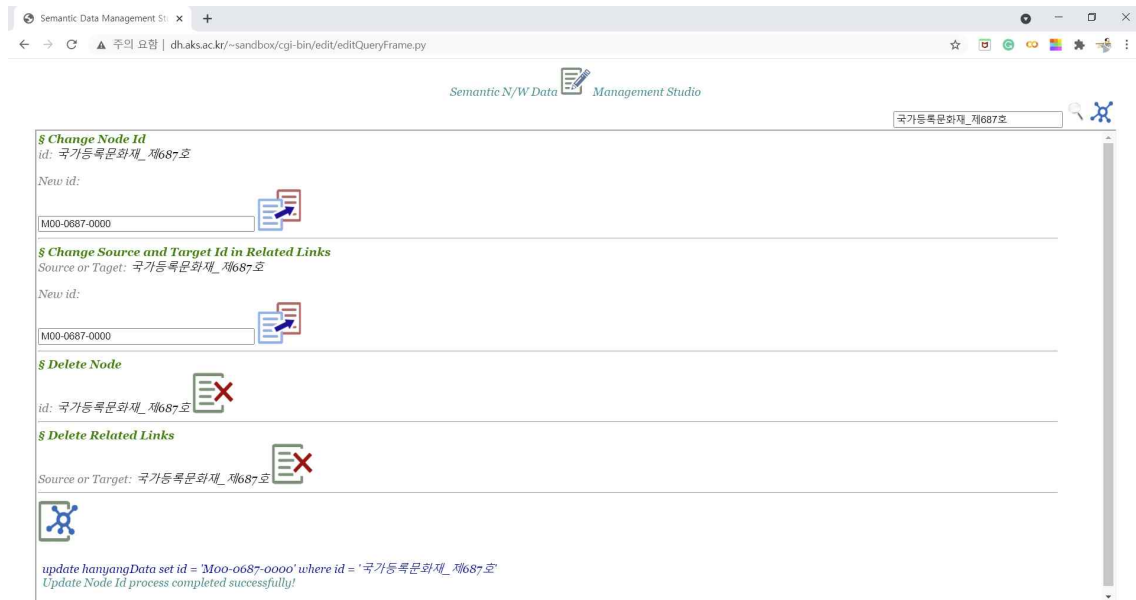 Semantic Data Management St
주의 요함 | dh.aks.ac.kr/~sandbox/cgi-bin/edit/editQueryFrame.py
Semantic N/W Data Management Studio
국가등록문화재_제687호
§ Change Node Id
id: 국가등록문화재_제687호
New id:
M00-0687-0000
§ Change Source and Target Id in Related Links
Source or Taget: 국가등록문화재_제687호
New id:
M00-0687-0000
§ Delete Node
id: 국가등록문화재_제687호
§ Delete Related Links
Source or Target: 국가등록문화재_제687호
update hanyangData set id = 'M00-0687-0000' where id = '국가등록문화재_제687호'
Update Node Id process completed successfully!